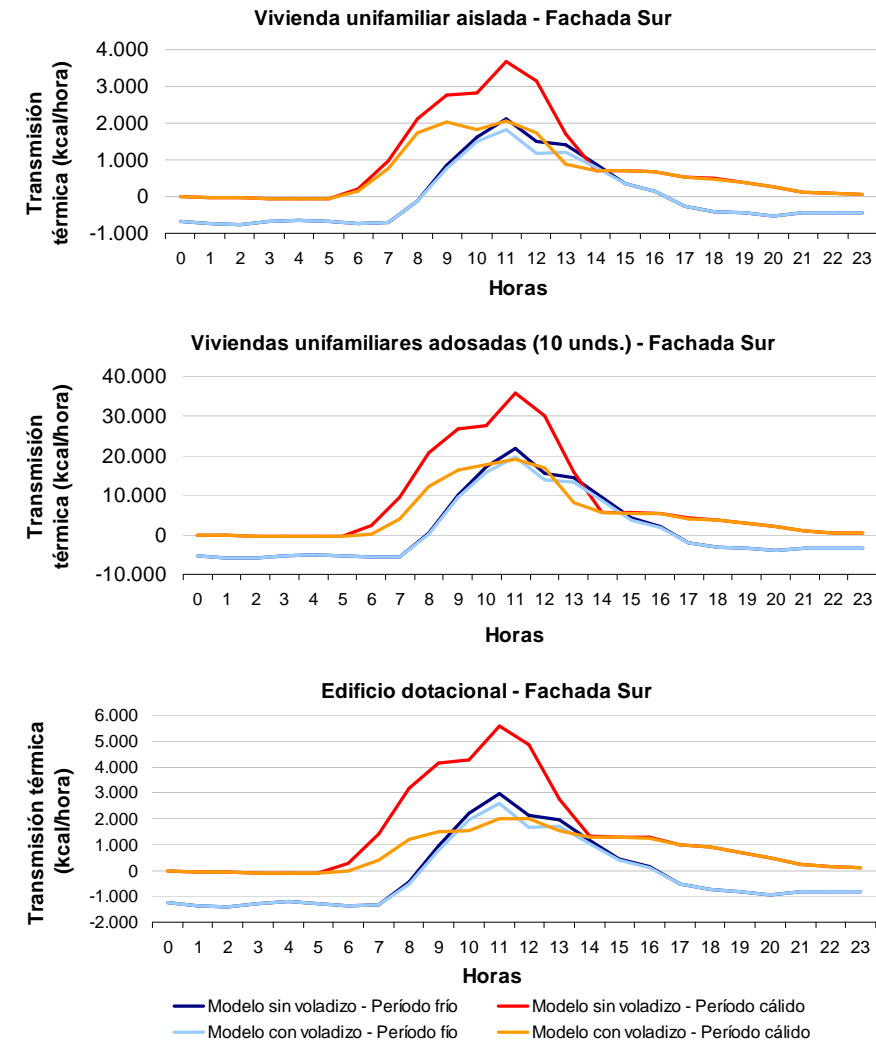 Vivienda unifamiliar aislada - Fachada Sur
Transmisión
térmica (kcal/hora)
4.000
3.000
2.000
1.000
0
-1.000
0 1 2 3 4 5 6 7 8 9 10 11 12 13 14 15 16 17 18 19 20 21 22 23
Horas
Viviendas unifamiliares adosadas (10 unds.) - Fachada Sur
Transmisión
térmica (kcal/hora)
40.000
30.000
20.000
10.000
0
-10.000
0 1 2 3 4 5 6 7 8 9 10 11 12 13 14 15 16 17 18 19 20 21 22 23
Horas
Edificio dotacional - Fachada Sur
Transmisión térmica
(kcal/hora)
6.000
5.000
4.000
3.000
2.000
1.000
0
-1.000
-2.000
0 1 2 3 4 5 6 7 8 9 10 11 12 13 14 15 16 17 18 19 20 21 22 23
Horas
Modelo sin voladizo - Período frío
Modelo sin voladizo - Período cálido
Modelo con voladizo - Período fío
Modelo con voladizo - Período cálido